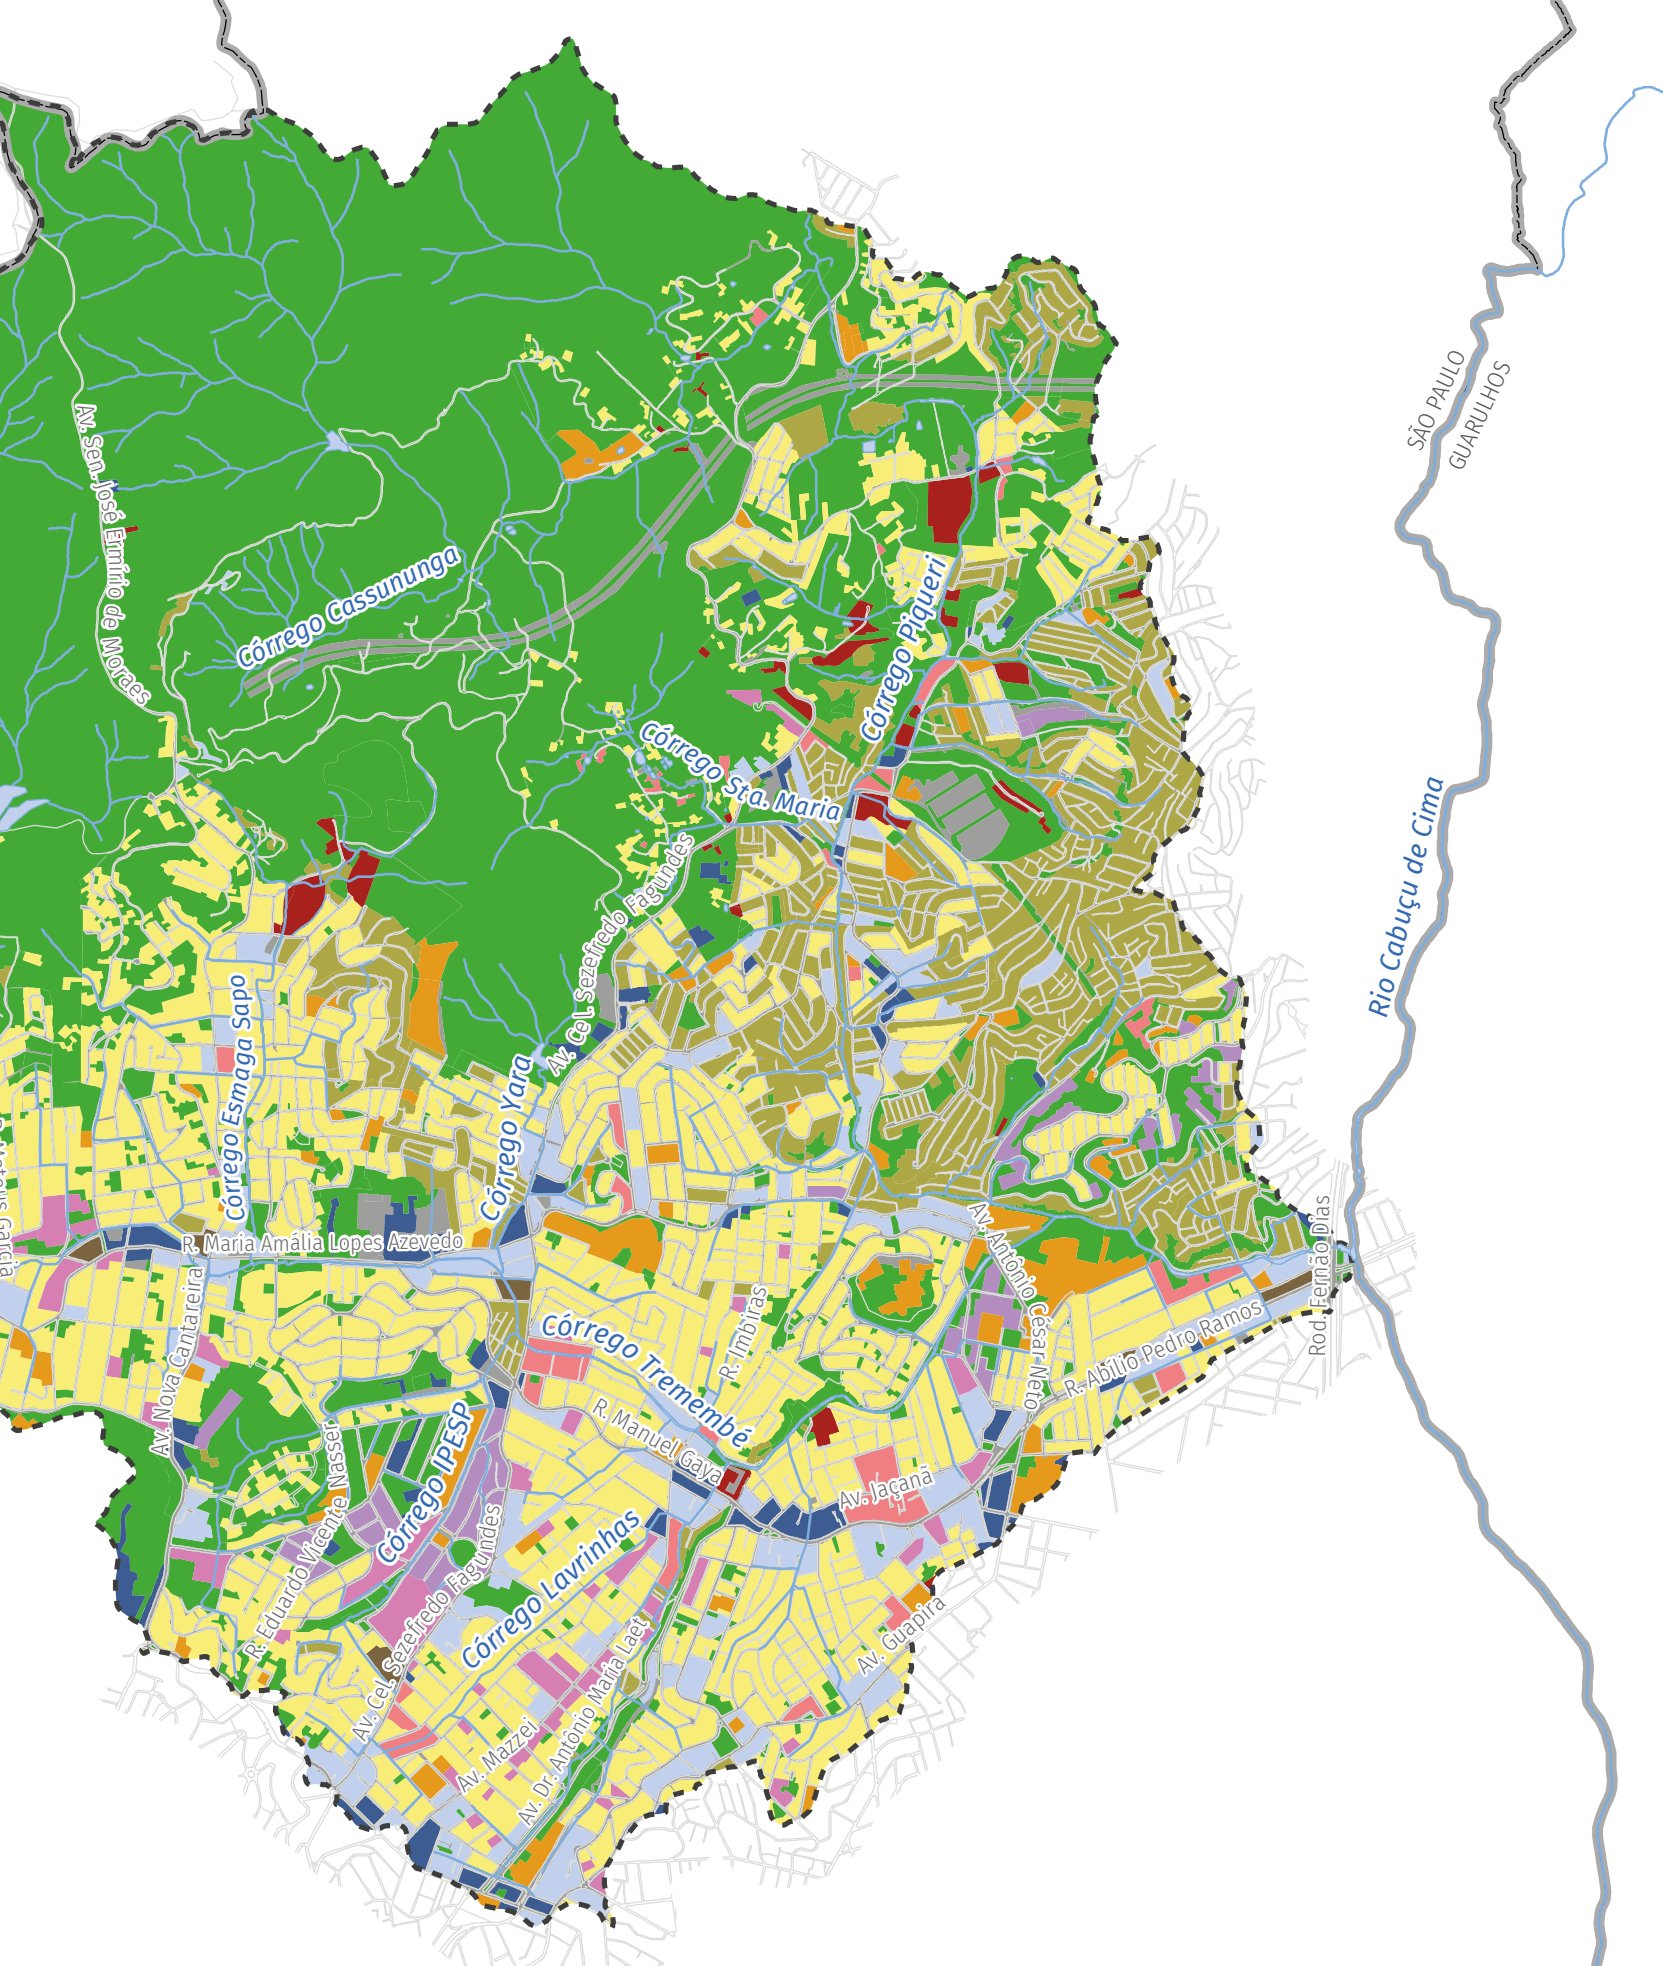 SÃO PAULO
GUARULHOS
Av. Sen. José Ermírio de Moraes
Córrego Cassununga
Córrego Piqueri
Córrego Sta. Maria
Rio Cabuçu de Cima
Av. Cel. Sezefredo Fagundes
Córrego Esmaga Sapo
Córrego Yara
R. Maria Amália Lopes Azevedo
Av. Nova Cantareira
Av. Antônio César Neto
Rod. Fernão Dias
R. Abílio Pedro Ramos
R. Imbiras
Córrego Tremembé
R. Manuel Gaya
Av. Jaçanã
Córrego IPESP
R. Eduardo Vicente Nasser
Av. Cel. Sezefredo Fagundes
Córrego Lavrinhas
Av. Guapira
Av. Mazzei
Av. Dr. Antônio Maria Laet